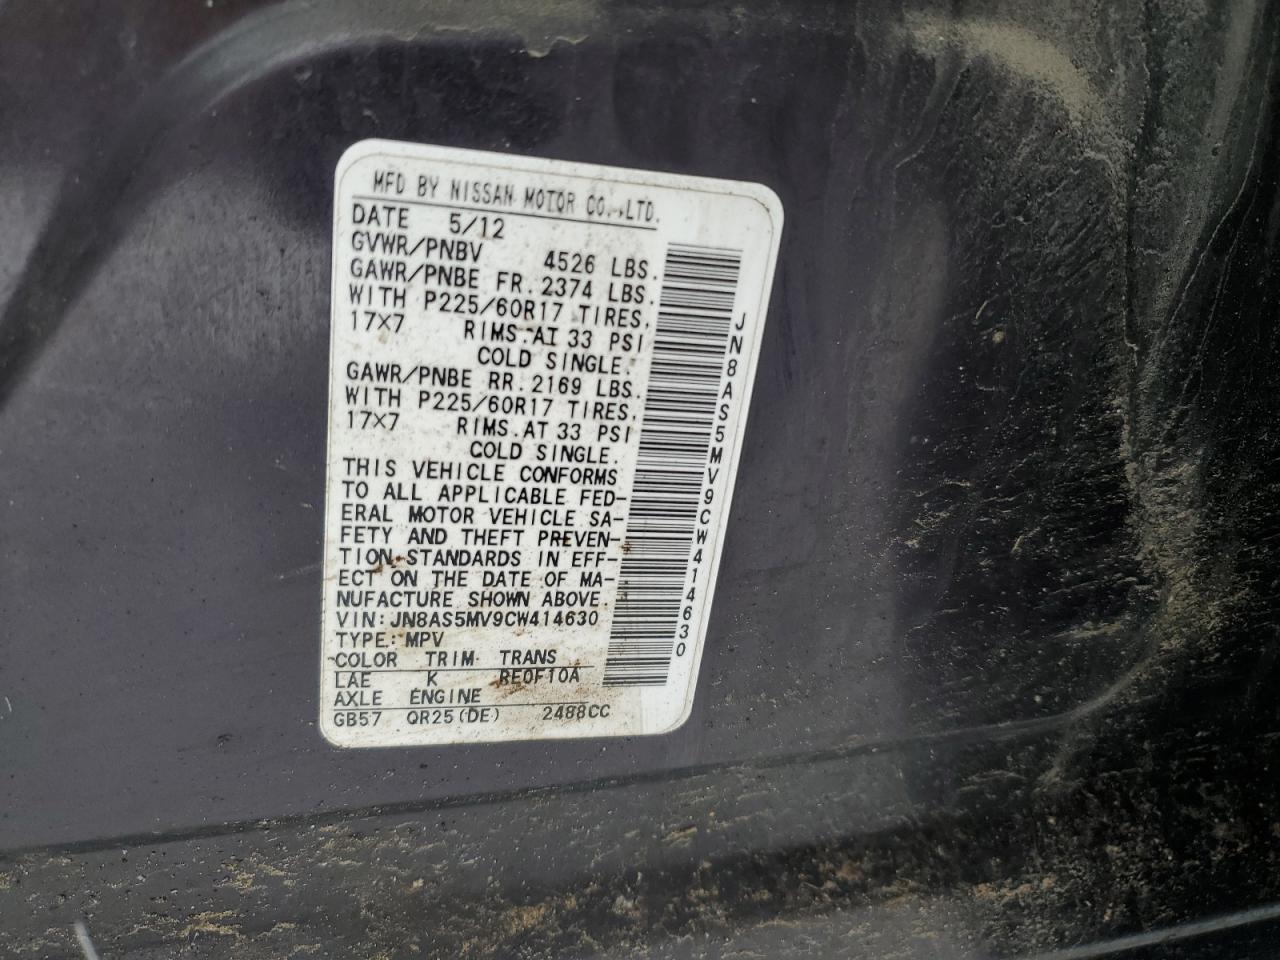 MFD BY NISSAN MOTOR CO.,LTD.
DATE 5/12
GVWR/PNBV 4526 LBS.
GAWR/PNBE FR. 2374 LBS.
WITH P225/60R17 TIRES,
17×7 RIMS.AT 33 PSI
COLD SINGLE.
GAWR/PNBE RR. 2169 LBS.
WITH P225/60R17 TIRES,
17×7 RIMS.AT 33 PSI
COLD SINGLE.
THIS VEHICLE CONFORMS
TO ALL APPLICABLE FED-
ERAL MOTOR VEHICLE SA-
FETY AND THEFT PREVEN-
TION STANDARDS IN EFF-
ECT ON THE DATE OF MA-
NUFACTURE SHOWN ABOVE.
VIN:JN8AS5MV9CW414630
TYPE: MPV
COLOR TRIM TRANS
LAE K RE0F10A
AXLE ENGINE
GB57 QR25(DE) 2488CC
JN8AS5MV9CW414630